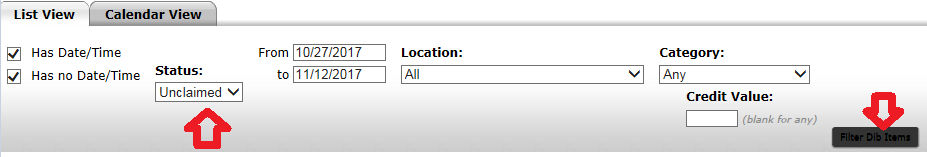 List View
Calendar View
Has Date/Time
From 10/27/2017
Location:
Category:
Has no Date/Time
Status:
to 11/12/2017
All
Any
Unclaimed
Credit Value:
(blank for any)
Filter Dib Items